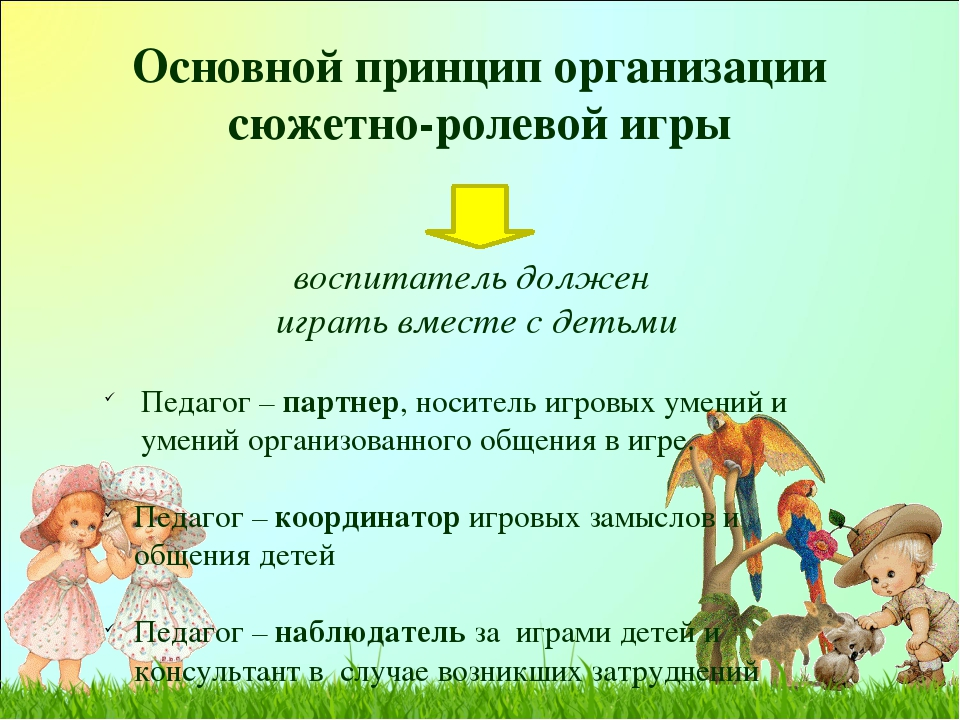 Основной принцип организации
сюжетно-ролевой игры
воспитатель должен
играть вместе с детьми
Педагог – партнер, носитель игровых умений и
умений организованного общения в игре.
Педагог – координатор игровых замыслов и
общения детей
Педагог – наблюдатель за играми детей и
консультант в случае возникших затруднений